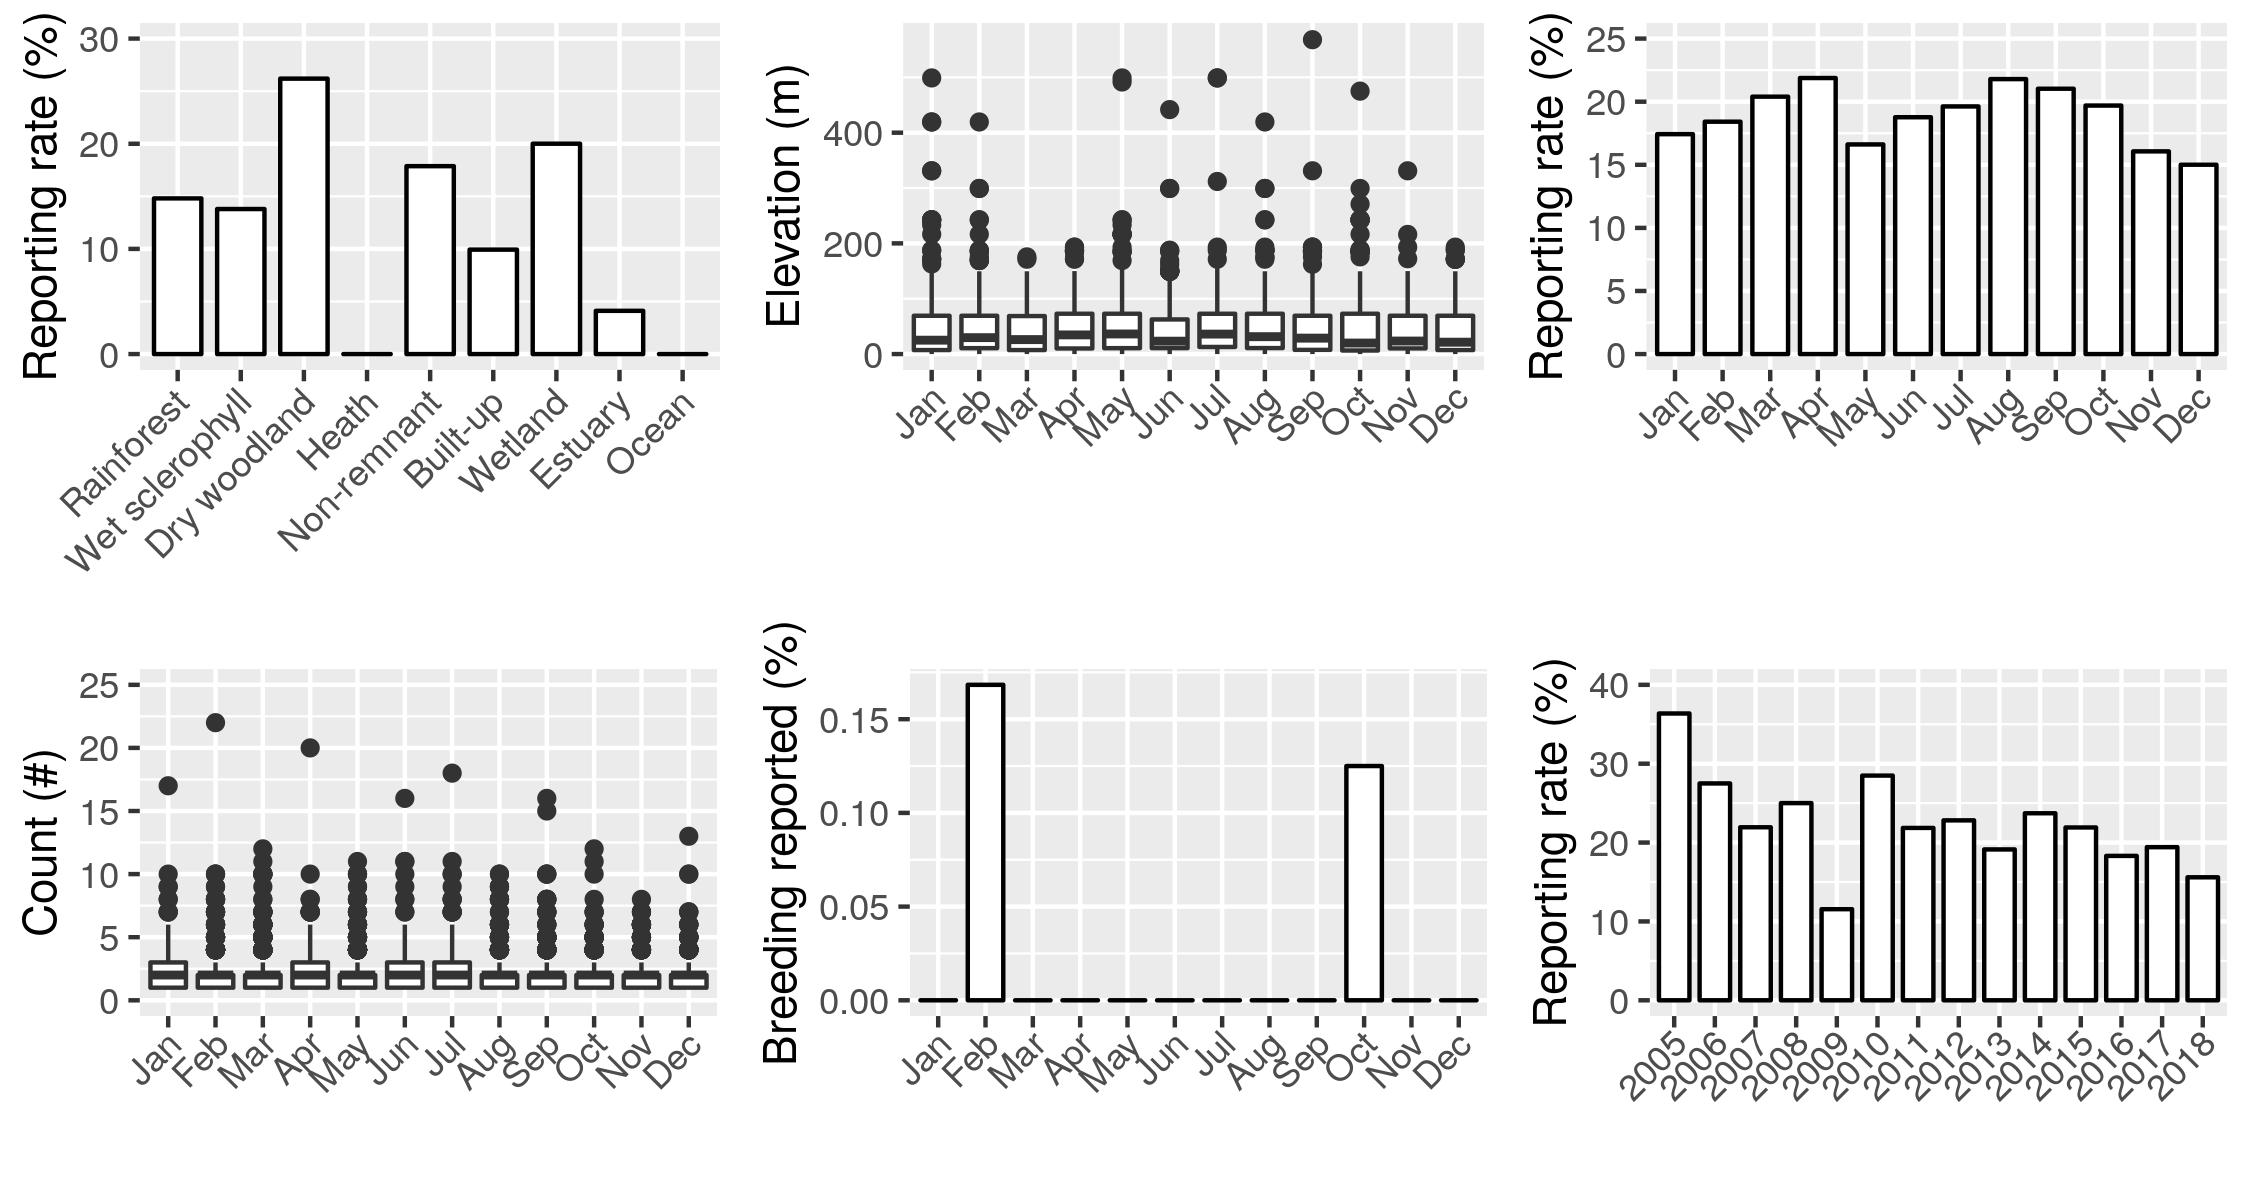 Reporting rate (%)
30
20
10
0
Rainforest
Wet sclerophyll
Dry woodland
Heath
Non-remnant
Built-up
Wetland
Estuary
Ocean
Elevation (m)
400
200
0
Jan
Feb
Mar
Apr
May
Jun
Jul
Aug
Sep
Oct
Nov
Dec
Reporting rate (%)
25
20
15
10
5
0
Jan
Feb
Mar
Apr
May
Jun
Jul
Aug
Sep
Oct
Nov
Dec
Count (#)
25
20
15
10
5
0
Jan
Feb
Mar
Apr
May
Jun
Jul
Aug
Sep
Oct
Nov
Dec
Breeding reported (%)
0.15
0.10
0.05
0.00
Jan
Feb
Mar
Apr
May
Jun
Jul
Aug
Sep
Oct
Nov
Dec
Reporting rate (%)
40
30
20
10
0
2005
2006
2007
2008
2009
2010
2011
2012
2013
2014
2015
2016
2017
2018